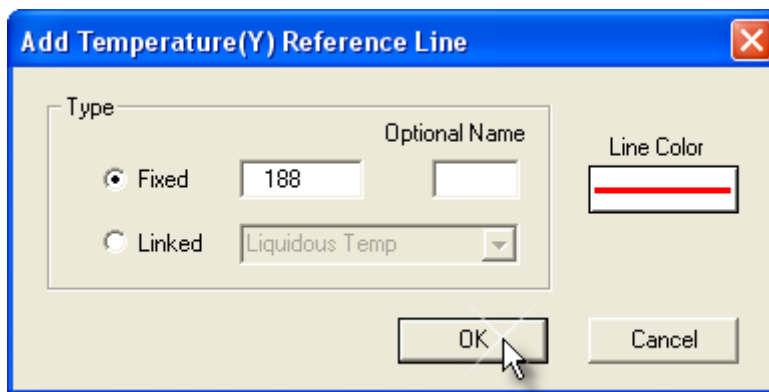 Add Temperature(Y) Reference Line
Type
Optional Name
Line Color
Fixed 188
Linked Liquidous Temp
OK Cancel